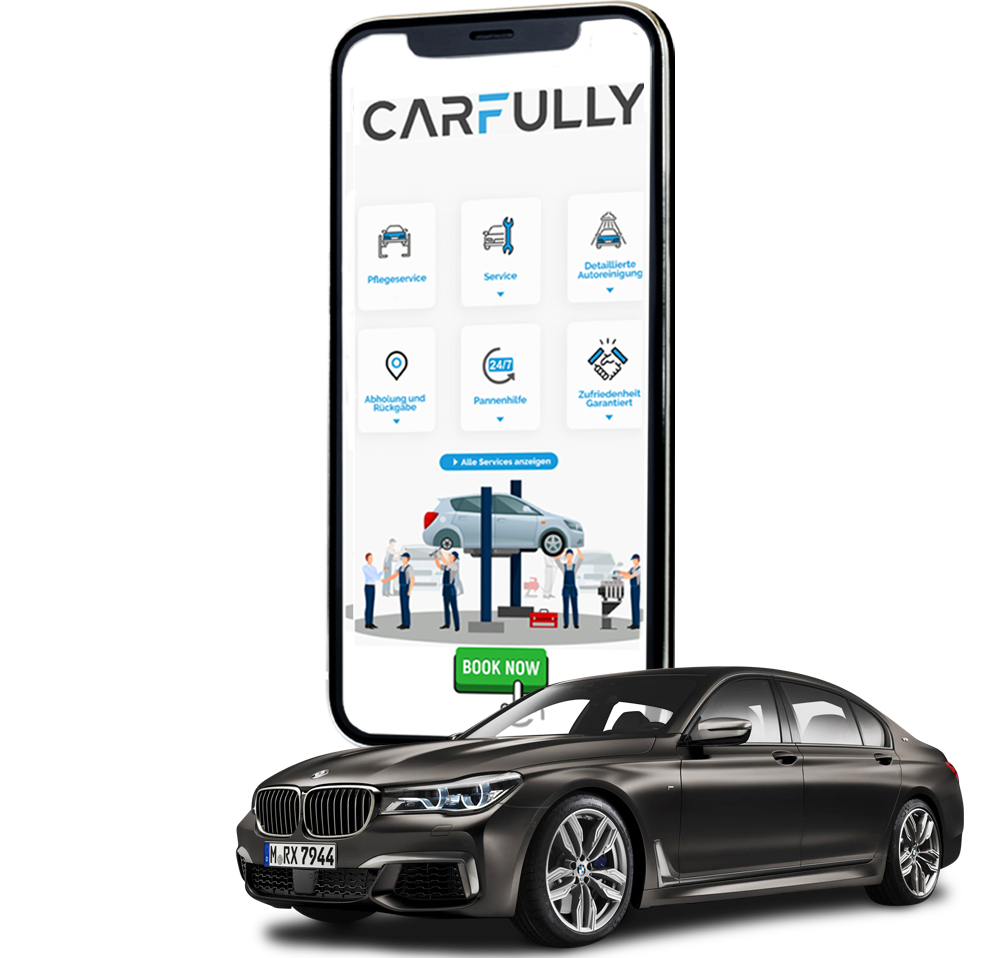 CARFULLY
Pflegeservice
Service
Detaillierte
Autoreinigung
Abholung und
Rückgabe
24/7
Pannenhilfe
Zufriedenheit
Garantiert
Alle Services anzeigen
BOOK NOW
M RX 7944